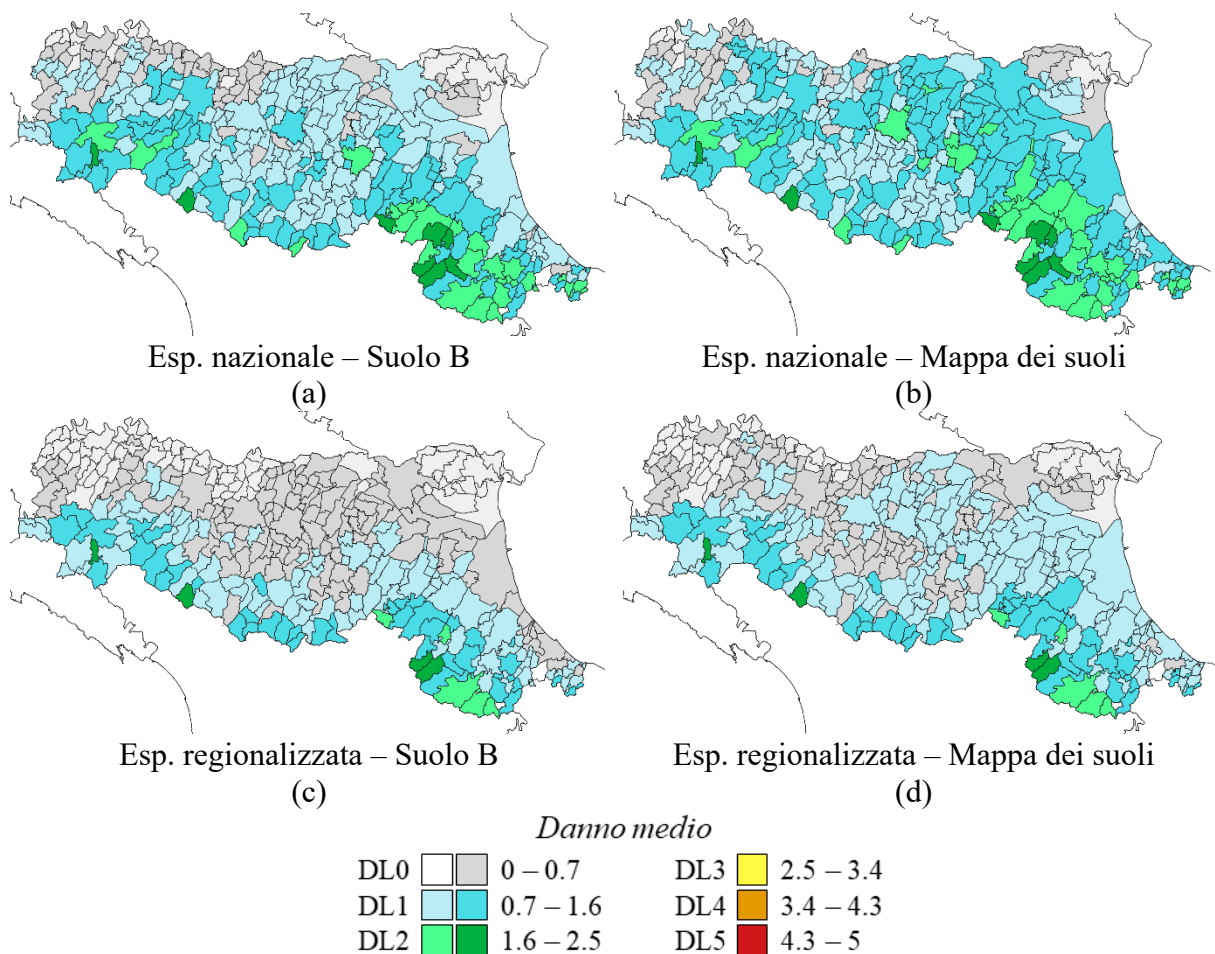 Esp. nazionale – Suolo B
(a)
Esp. nazionale – Mappa dei suoli
(b)
Esp. regionalizzata – Suolo B
(c)
Esp. regionalizzata – Mappa dei suoli
(d)
Danno medio
DL0 0 – 0.7
DL1 0.7 – 1.6
DL2 1.6 – 2.5
DL3 2.5 – 3.4
DL4 3.4 – 4.3
DL5 4.3 – 5